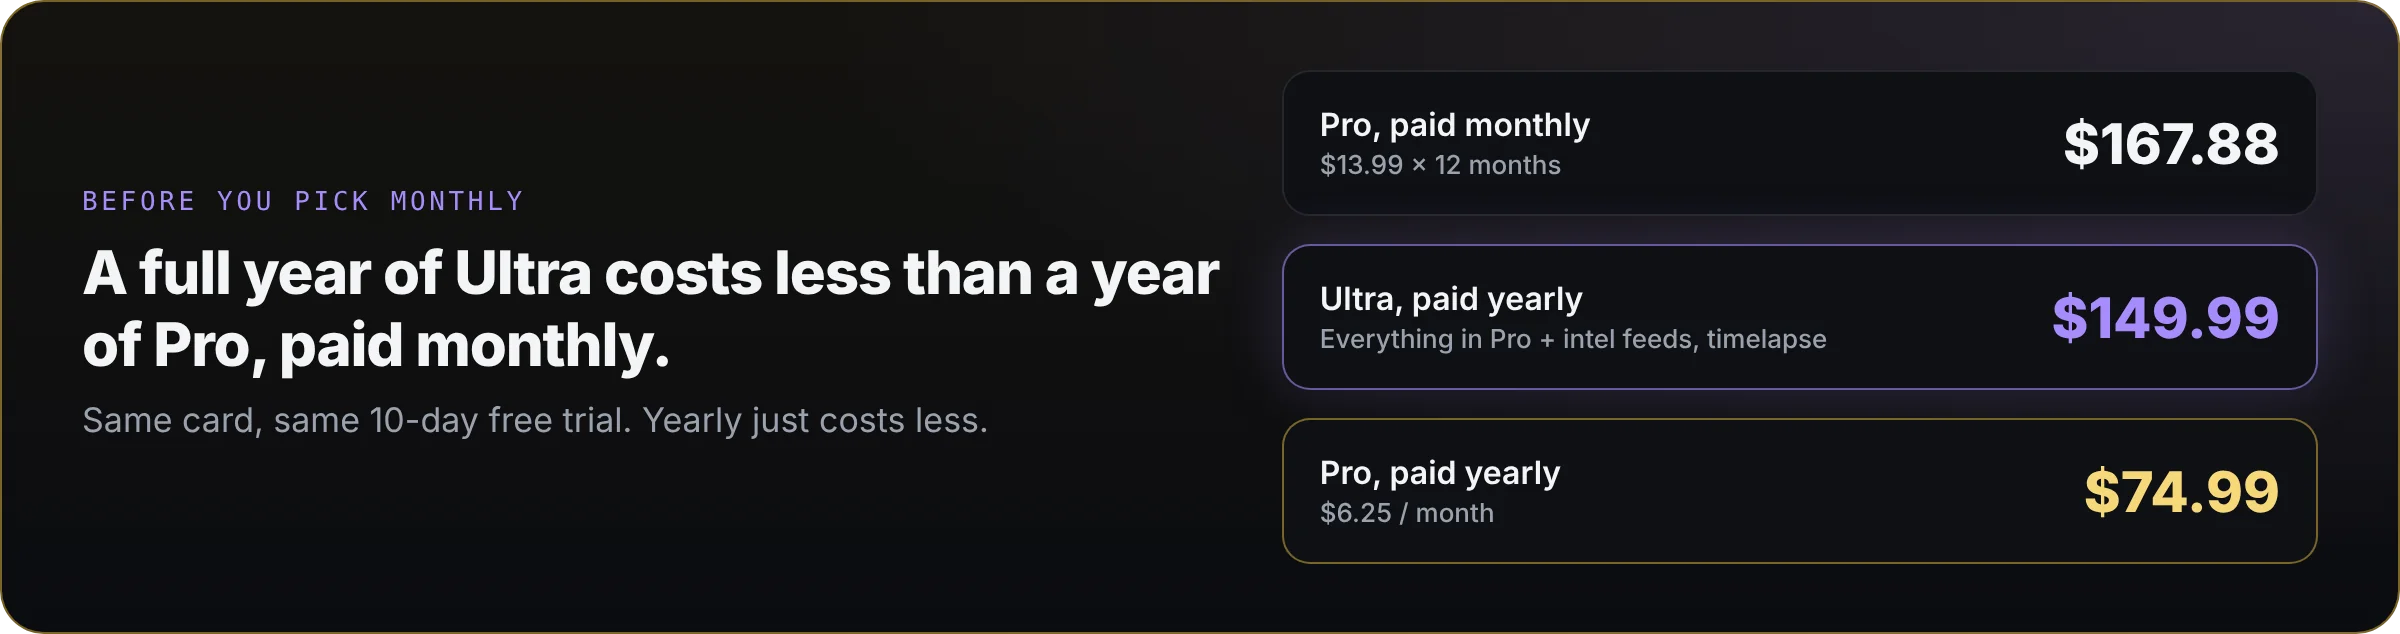 BEFORE YOU PICK MONTHLY
A full year of Ultra costs less than a year
of Pro, paid monthly.
Same card, same 10-day free trial. Yearly just costs less.
Pro, paid monthly
$13.99 × 12 months
$167.88
Ultra, paid yearly
Everything in Pro + intel feeds, timelapse
$149.99
Pro, paid yearly
$6.25 / month
$74.99